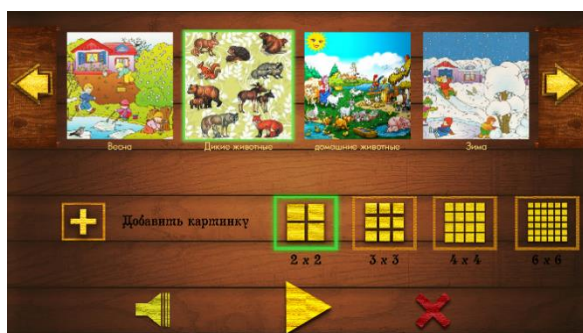 Весна
Дикие животные
домашние животные
Зима
Добавить картинку
2 x 2
3 x 3
4 x 4
6 x 6